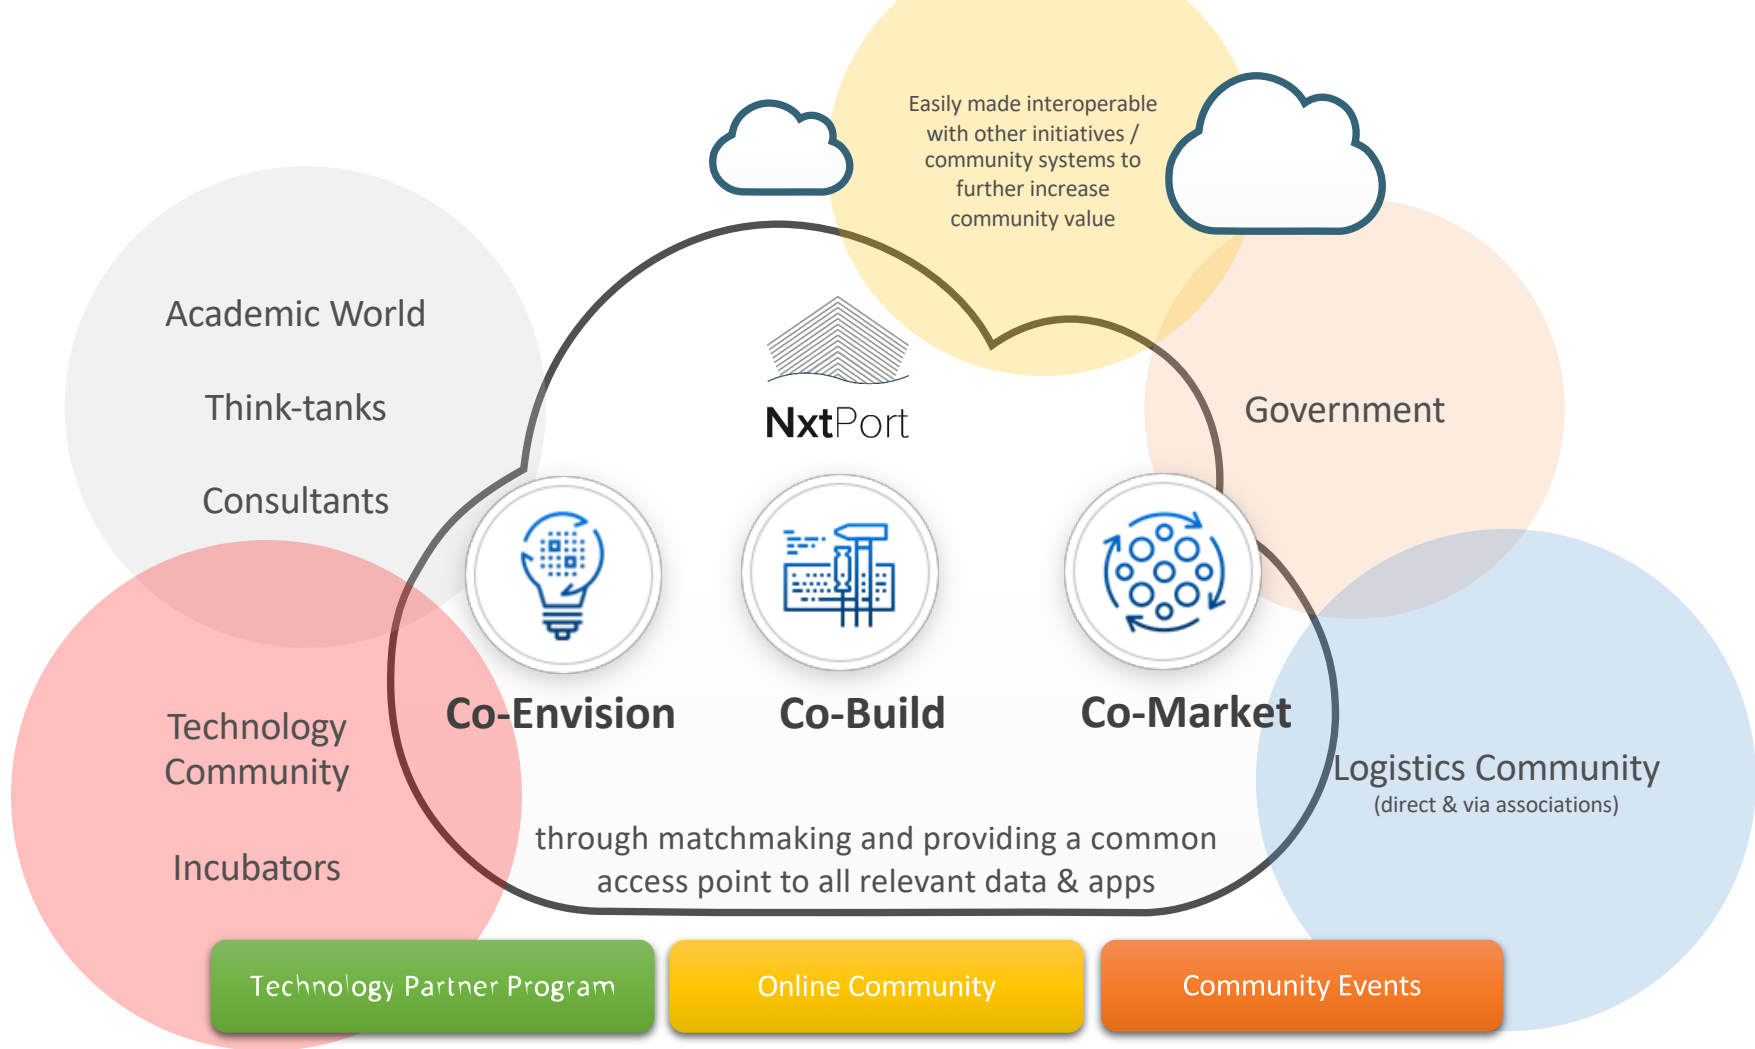 Easily made interoperable
with other initiatives /
community systems to
further increase
community value
Academic World
Think-tanks
Consultants
NxtPort
Government
Co-Envision
Co-Build
Co-Market
Technology
Community
Incubators
Logistics Community
(direct & via associations)
through matchmaking and providing a common
access point to all relevant data & apps
Technology Partner Program
Online Community
Community Events